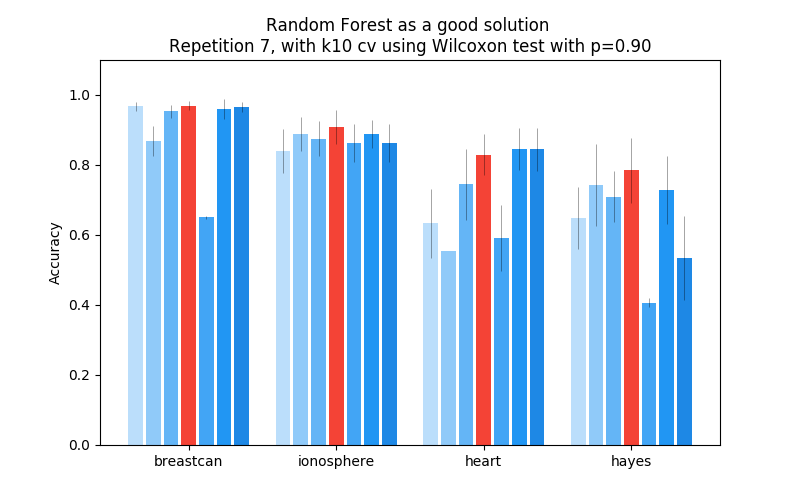 Random Forest as a good solution
Repetition 7, with k10 cv using Wilcoxon test with p=0.90
1.0
0.8
0.6
0.4
0.2
0.0
Accuracy
breastcan ionosphere heart hayes